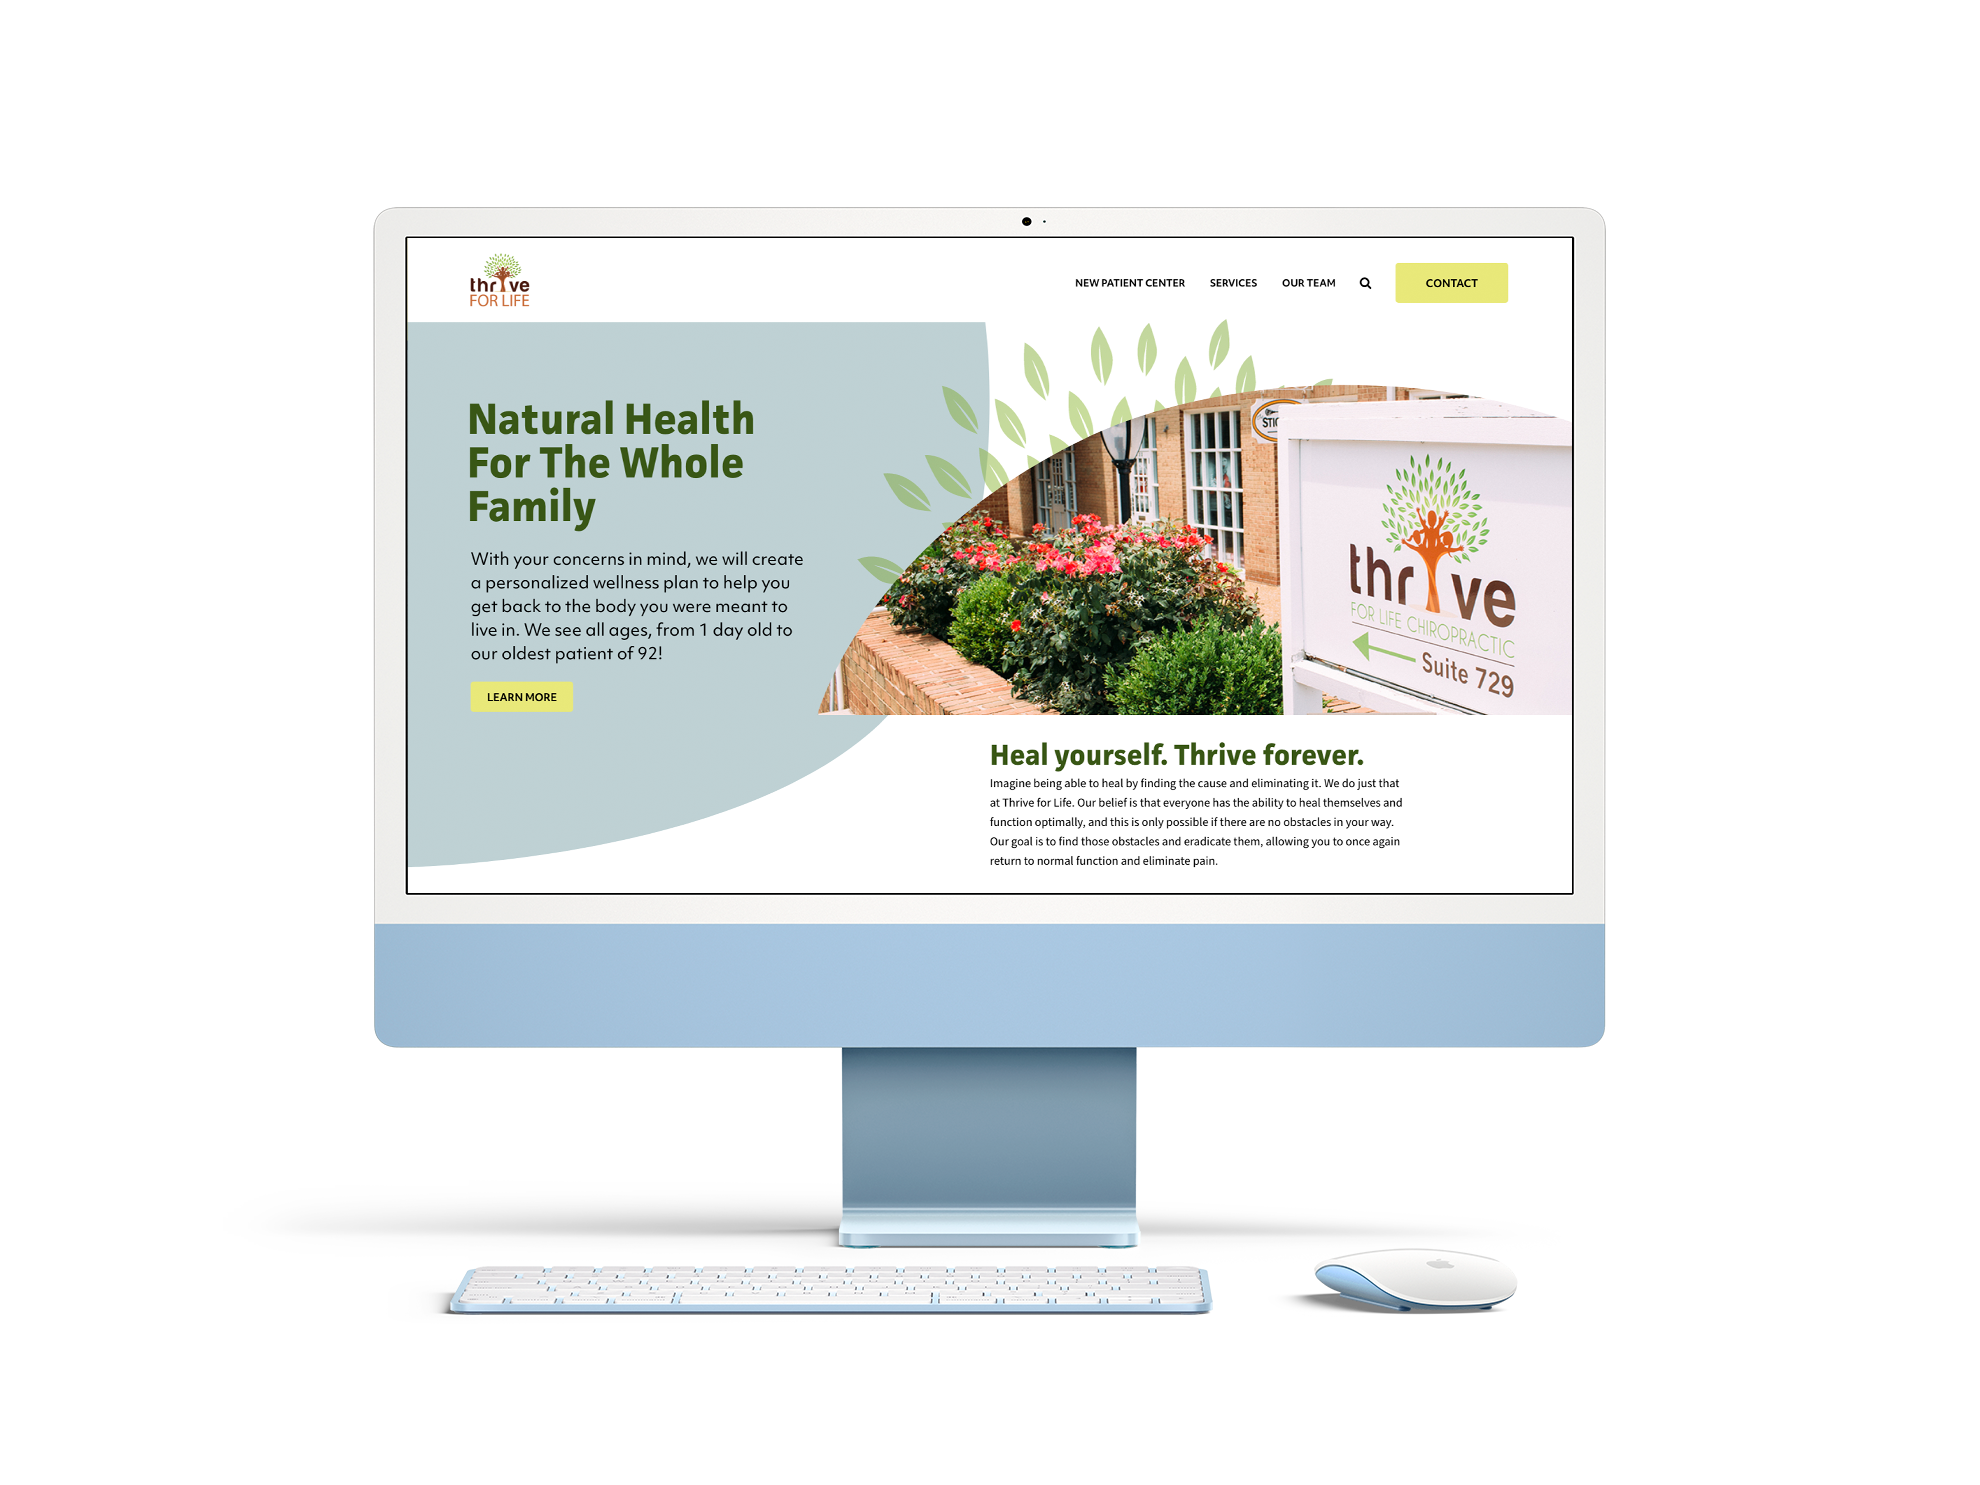 thrive
FOR LIFE
NEW PATIENT CENTER
SERVICES
OUR TEAM
CONTACT
Natural Health
For The Whole
Family
With your concerns in mind, we will create
a personalized wellness plan to help you
get back to the body you were meant to
live in. We see all ages, from 1 day old to
our oldest patient of 92!
LEARN MORE
thrive
FOR LIFE CHIROPRACTIC
Suite 729
Heal yourself. Thrive forever.
Imagine being able to heal by finding the cause and eliminating it. We do just that
at Thrive for Life. Our belief is that everyone has the ability to heal themselves and
function optimally, and this is only possible if there are no obstacles in your way.
Our goal is to find those obstacles and eradicate them, allowing you to once again
return to normal function and eliminate pain.